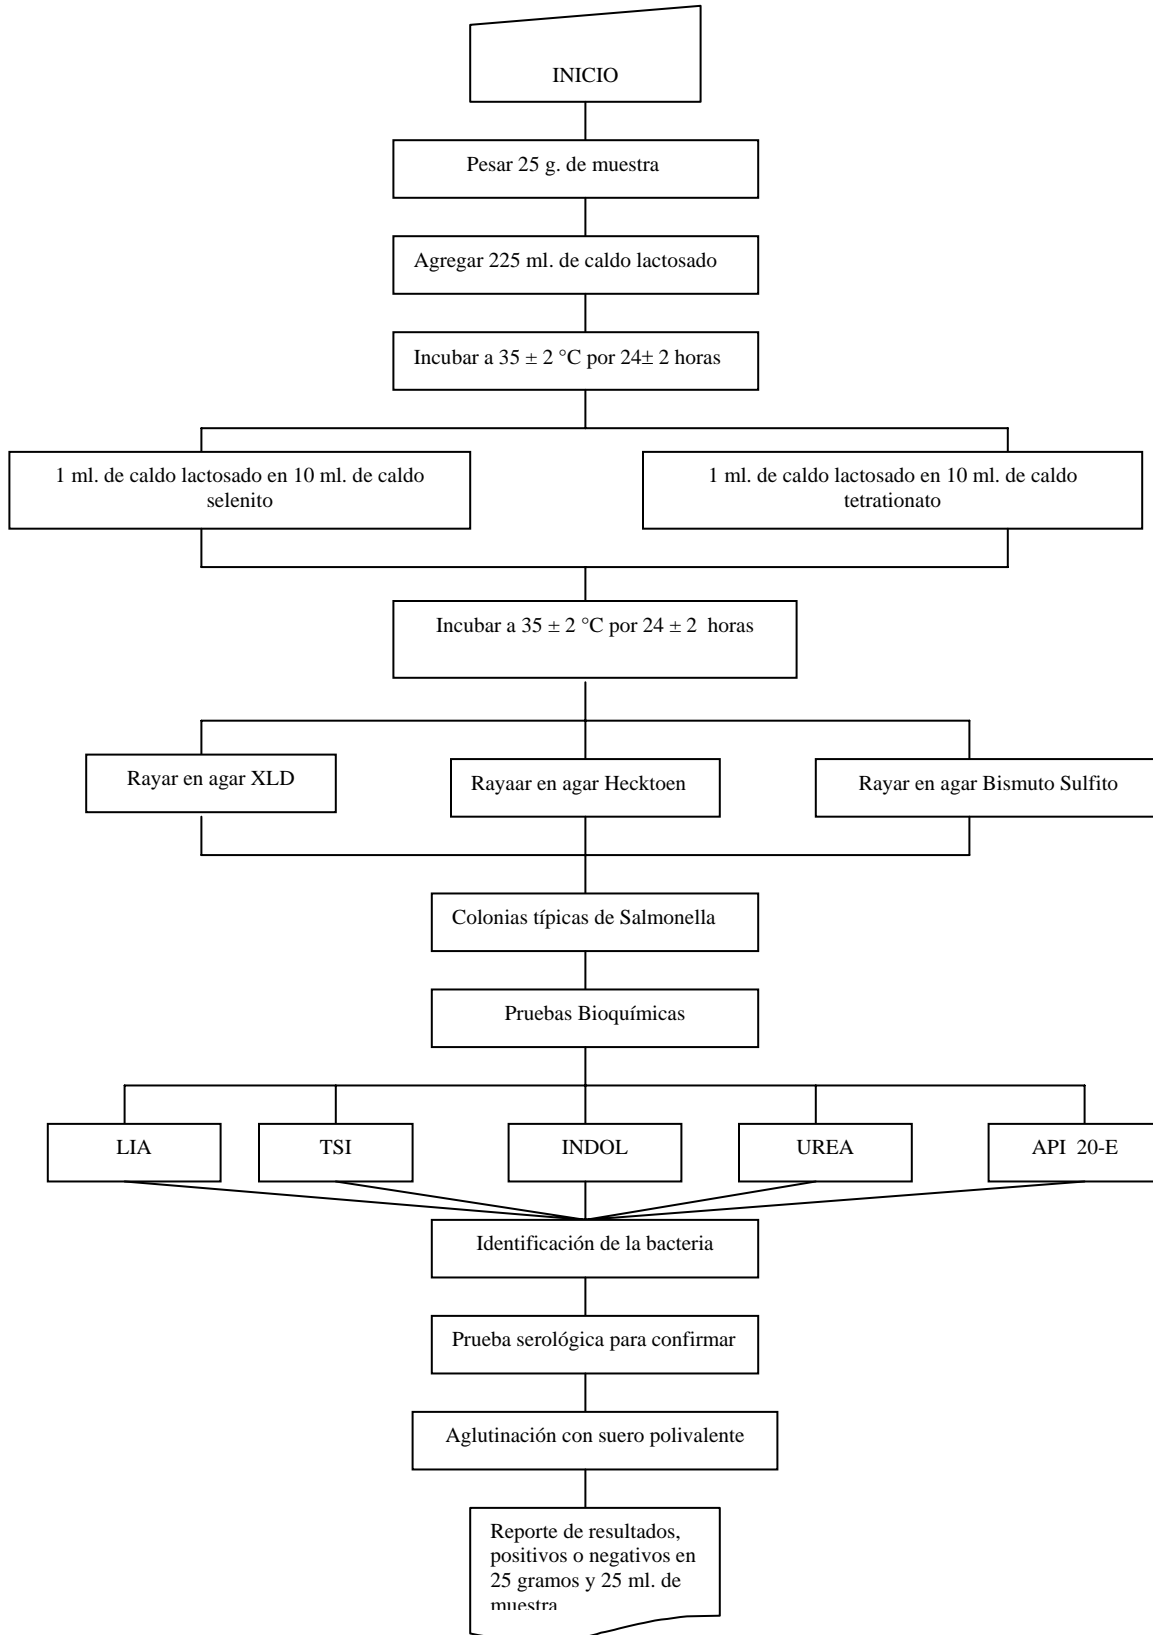 INICIO
Pesar 25 g. de muestra
Agregar 225 ml. de caldo lactosado
Incubar a 35 ± 2 °C por 24± 2 horas
1 ml. de caldo lactosado en 10 ml. de caldo
selenito
1 ml. de caldo lactosado en 10 ml. de caldo
tetrationato
Incubar a 35 ± 2 °C por 24 ± 2 horas
Rayar en agar XLD
Rayaar en agar Hecktoen
Rayar en agar Bismuto Sulfito
Colonias típicas de Salmonella
Pruebas Bioquímicas
LIA
TSI
INDOL
UREA
API 20-E
Identificación de la bacteria
Prueba serológica para confirmar
Aglutinación con suero polivalente
Reporte de resultados,
positivos o negativos en
25 gramos y 25 ml. de
muestra